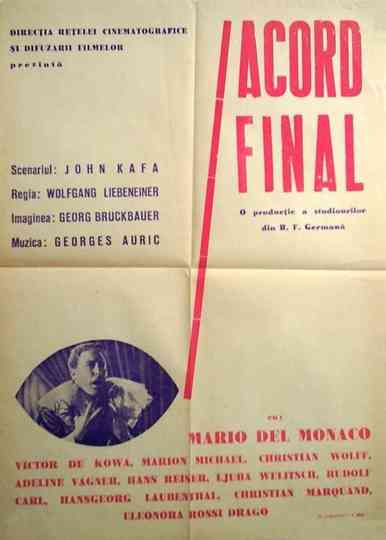 DIRECȚIA REȚELEI CINEMATOGRAFICE
ȘI DIFUZĂRII FILMELOR
prezintă
ACORD
FINAL
O producție a studiourilor
din R. F. Germană
Scenariul: JOHN KAFA
Regia: WOLFGANG LIEBENEINER
Imaginea: GEORG BRUCKBAUER
Muzica: GEORGES AURIC
cu:
MARIO DEL MONACO
VICTOR DE KOWA, MARION MICHAEL, CHRISTIAN WOLFF,
ADELINE VAGNER, HANS REISER, LJUBA WELITSCH, RUDOLF
CARL, HANSGEORG LAUBENTHAL, CHRISTIAN MARQUAND,
ELEONORA ROSSI DRAGO